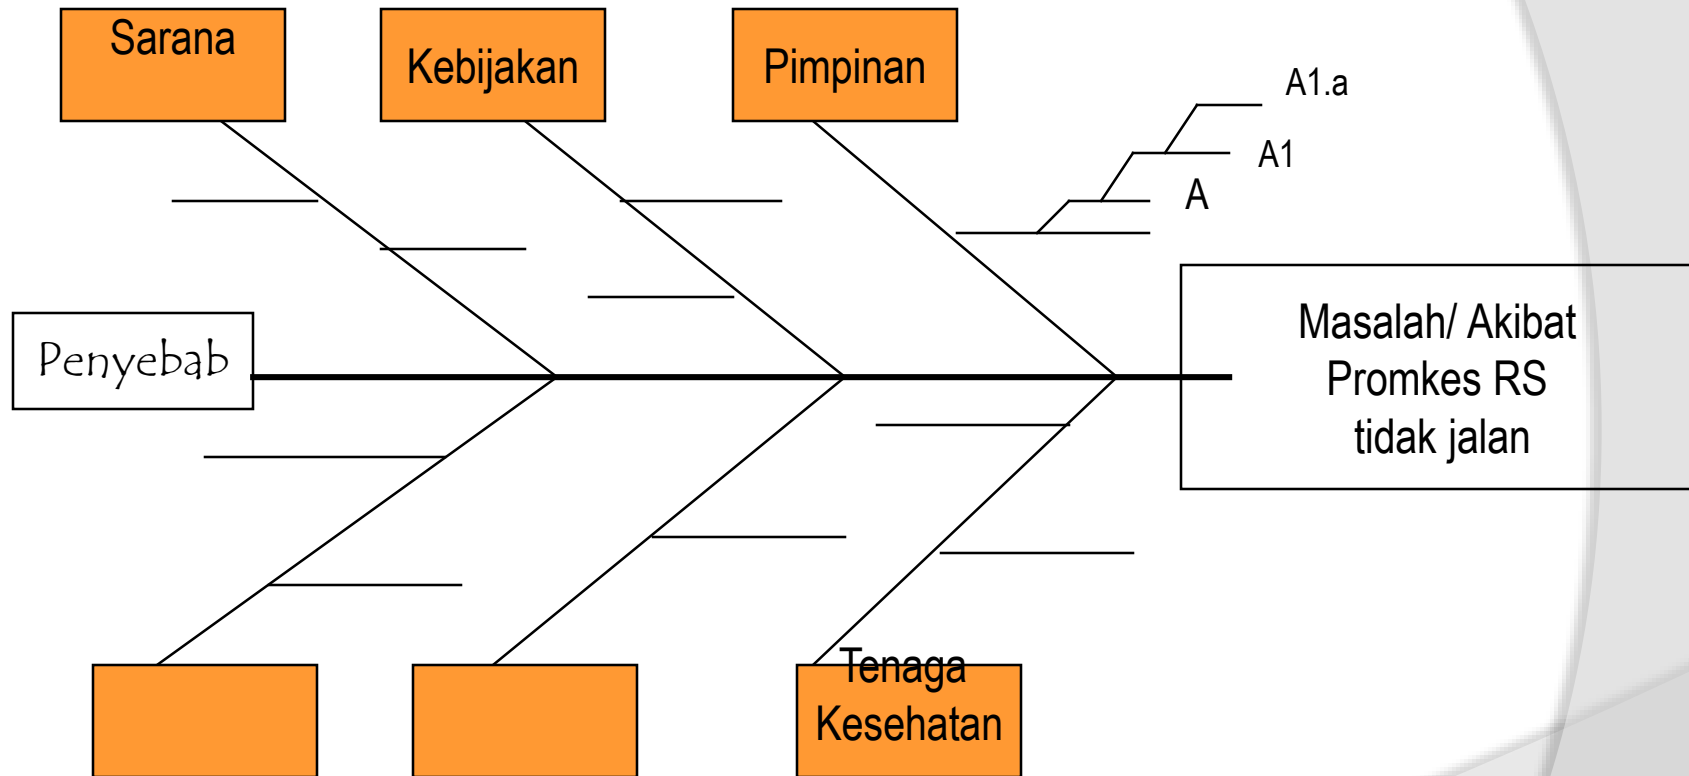 Sarana
Kebijakan
Pimpinan
A1.a
A1
A
Penyebab
Masalah/ Akibat
Promkes RS
tidak jalan
Tenaga
Kesehatan